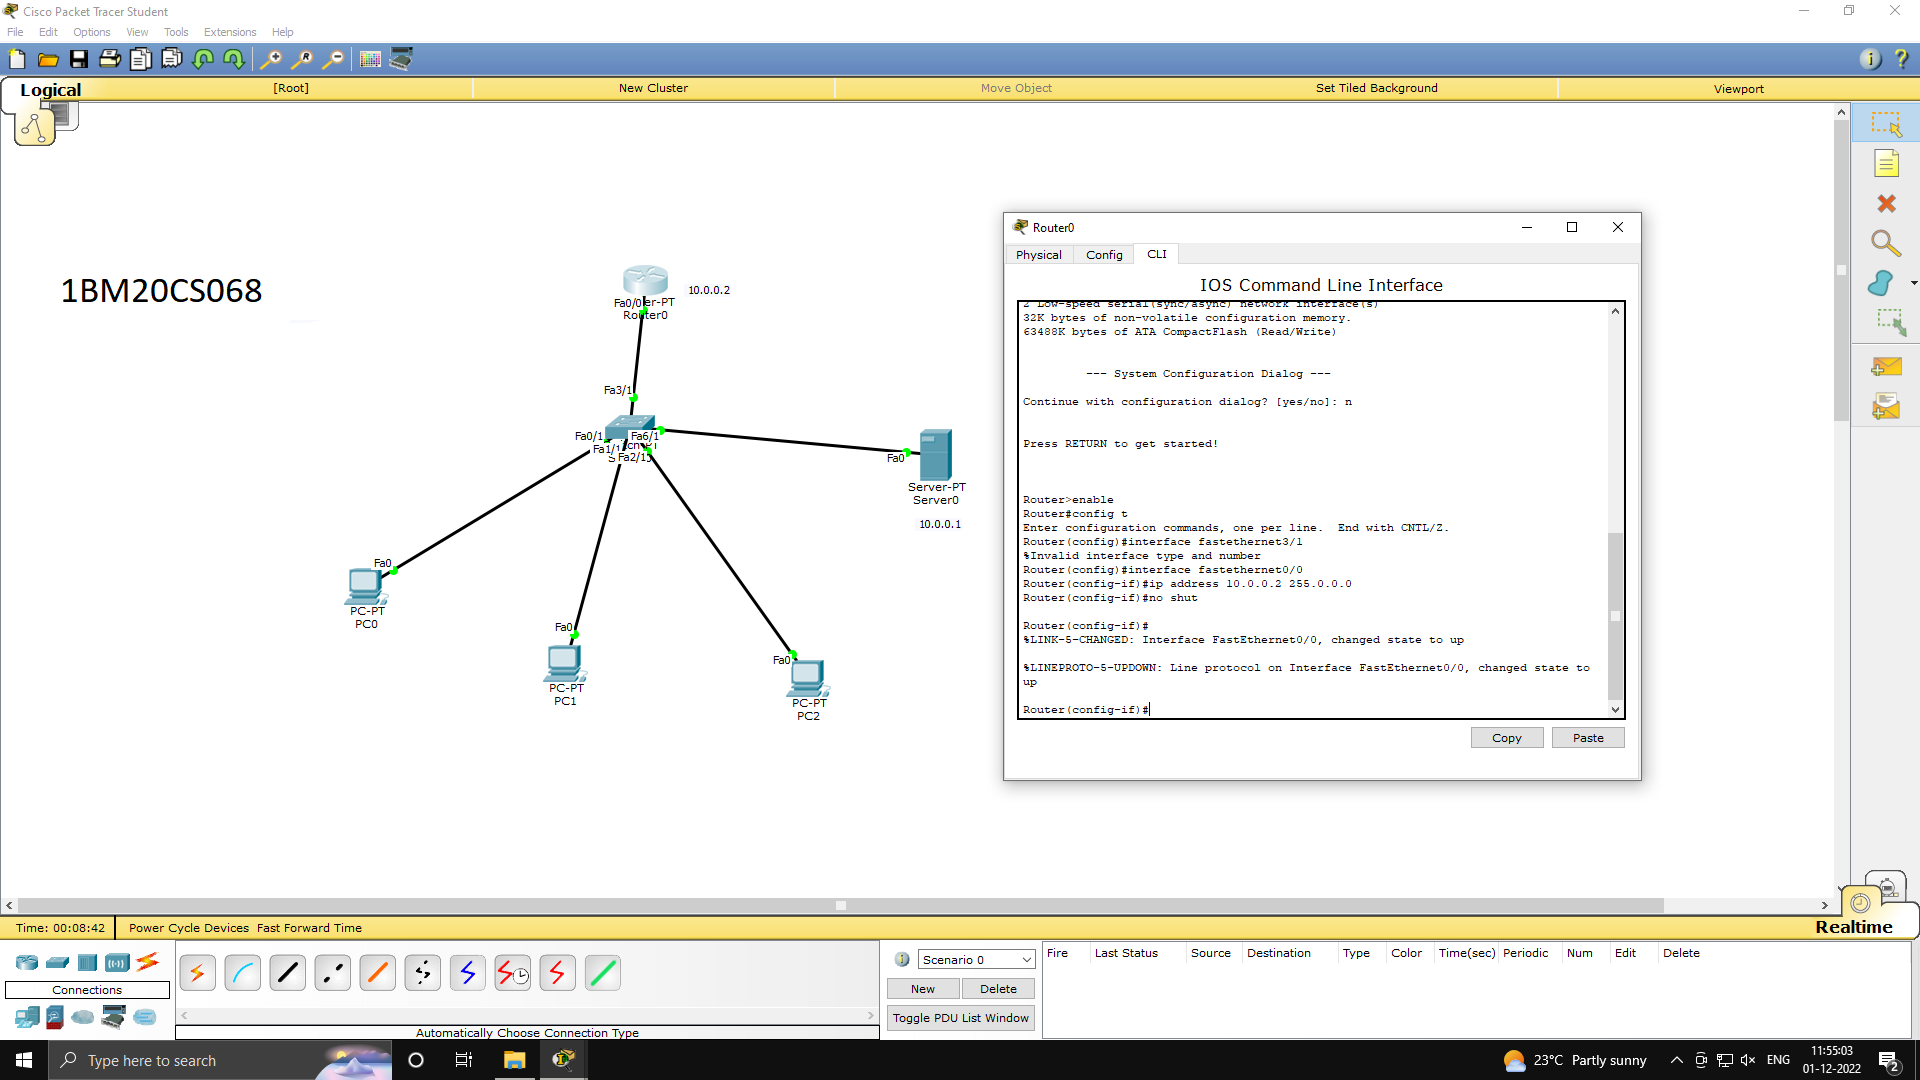 Cisco Packet Tracer Student
File Edit Options View Tools Extensions Help
Logical [Root] New Cluster Move Object Set Tiled Background Viewport
1BM20CS068
10.0.0.2
Fa0/0
er-PT
Router0
Fa3/1
Fa0/1
Fa6/1
Fa1/1
Fa2/1
Fa0
Server-PT
Server0
10.0.0.1
Fa0
PC-PT
PC0
Fa0
PC-PT
PC1
Fa0
PC-PT
PC2
Router0
Physical Config CLI
IOS Command Line Interface
2 Low-speed serial(sync/async) network interface(s)
32K bytes of non-volatile configuration memory.
63488K bytes of ATA CompactFlash (Read/Write)
--- System Configuration Dialog ---
Continue with configuration dialog? [yes/no]: n
Press RETURN to get started!
Router>enable
Router#config t
Enter configuration commands, one per line.  End with CNTL/Z.
Router(config)#interface fastethernet3/1
%Invalid interface type and number
Router(config)#interface fastethernet0/0
Router(config-if)#ip address 10.0.0.2 255.0.0.0
Router(config-if)#no shut
Router(config-if)#
%LINK-5-CHANGED: Interface FastEthernet0/0, changed state to up
%LINEPROTO-5-UPDOWN: Line protocol on Interface FastEthernet0/0, changed state to
up
Router(config-if)#
Copy Paste
Time: 00:08:42 Power Cycle Devices Fast Forward Time
Realtime
Connections
Automatically Choose Connection Type
Scenario 0
New Delete
Toggle PDU List Window
Fire Last Status Source Destination Type Color Time(sec) Periodic Num Edit Delete
Type here to search
23°C Partly sunny
ENG
11:55:03
01-12-2022
2